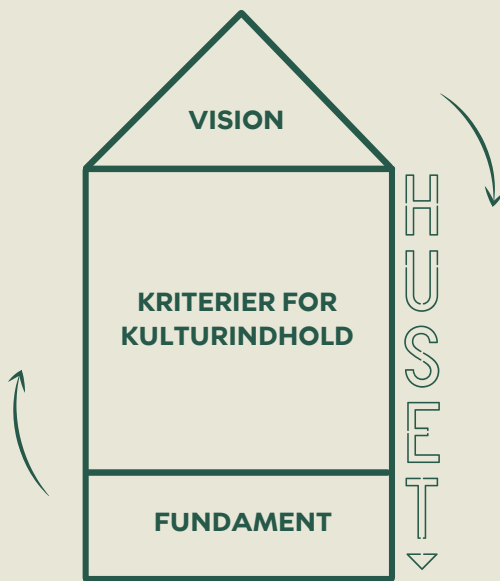 VISION
KRITERIER FOR
KULTURINDHOLD
FUNDAMENT
HUSET